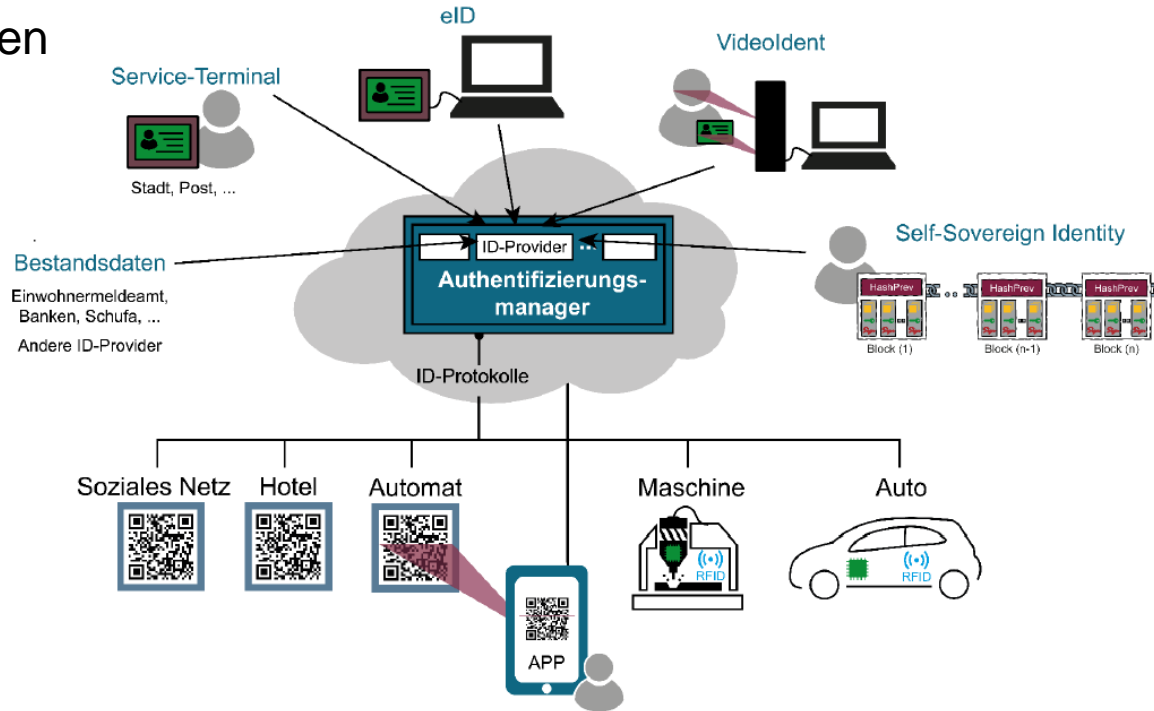 en
eID
VideoIdent
Service-Terminal
Stadt, Post, ...
ID-Provider
...
Authentifizierungs-
manager
Bestandsdaten
Einwohnermeldeamt,
Banken, Schufa, ...
Andere ID-Provider
Self-Sovereign Identity
HashPrev
HashPrev
HashPrev
Block (1)
Block (n-1)
Block (n)
ID-Protokolle
Soziales Netz
Hotel
Automat
Maschine
Auto
RFID
RFID
APP